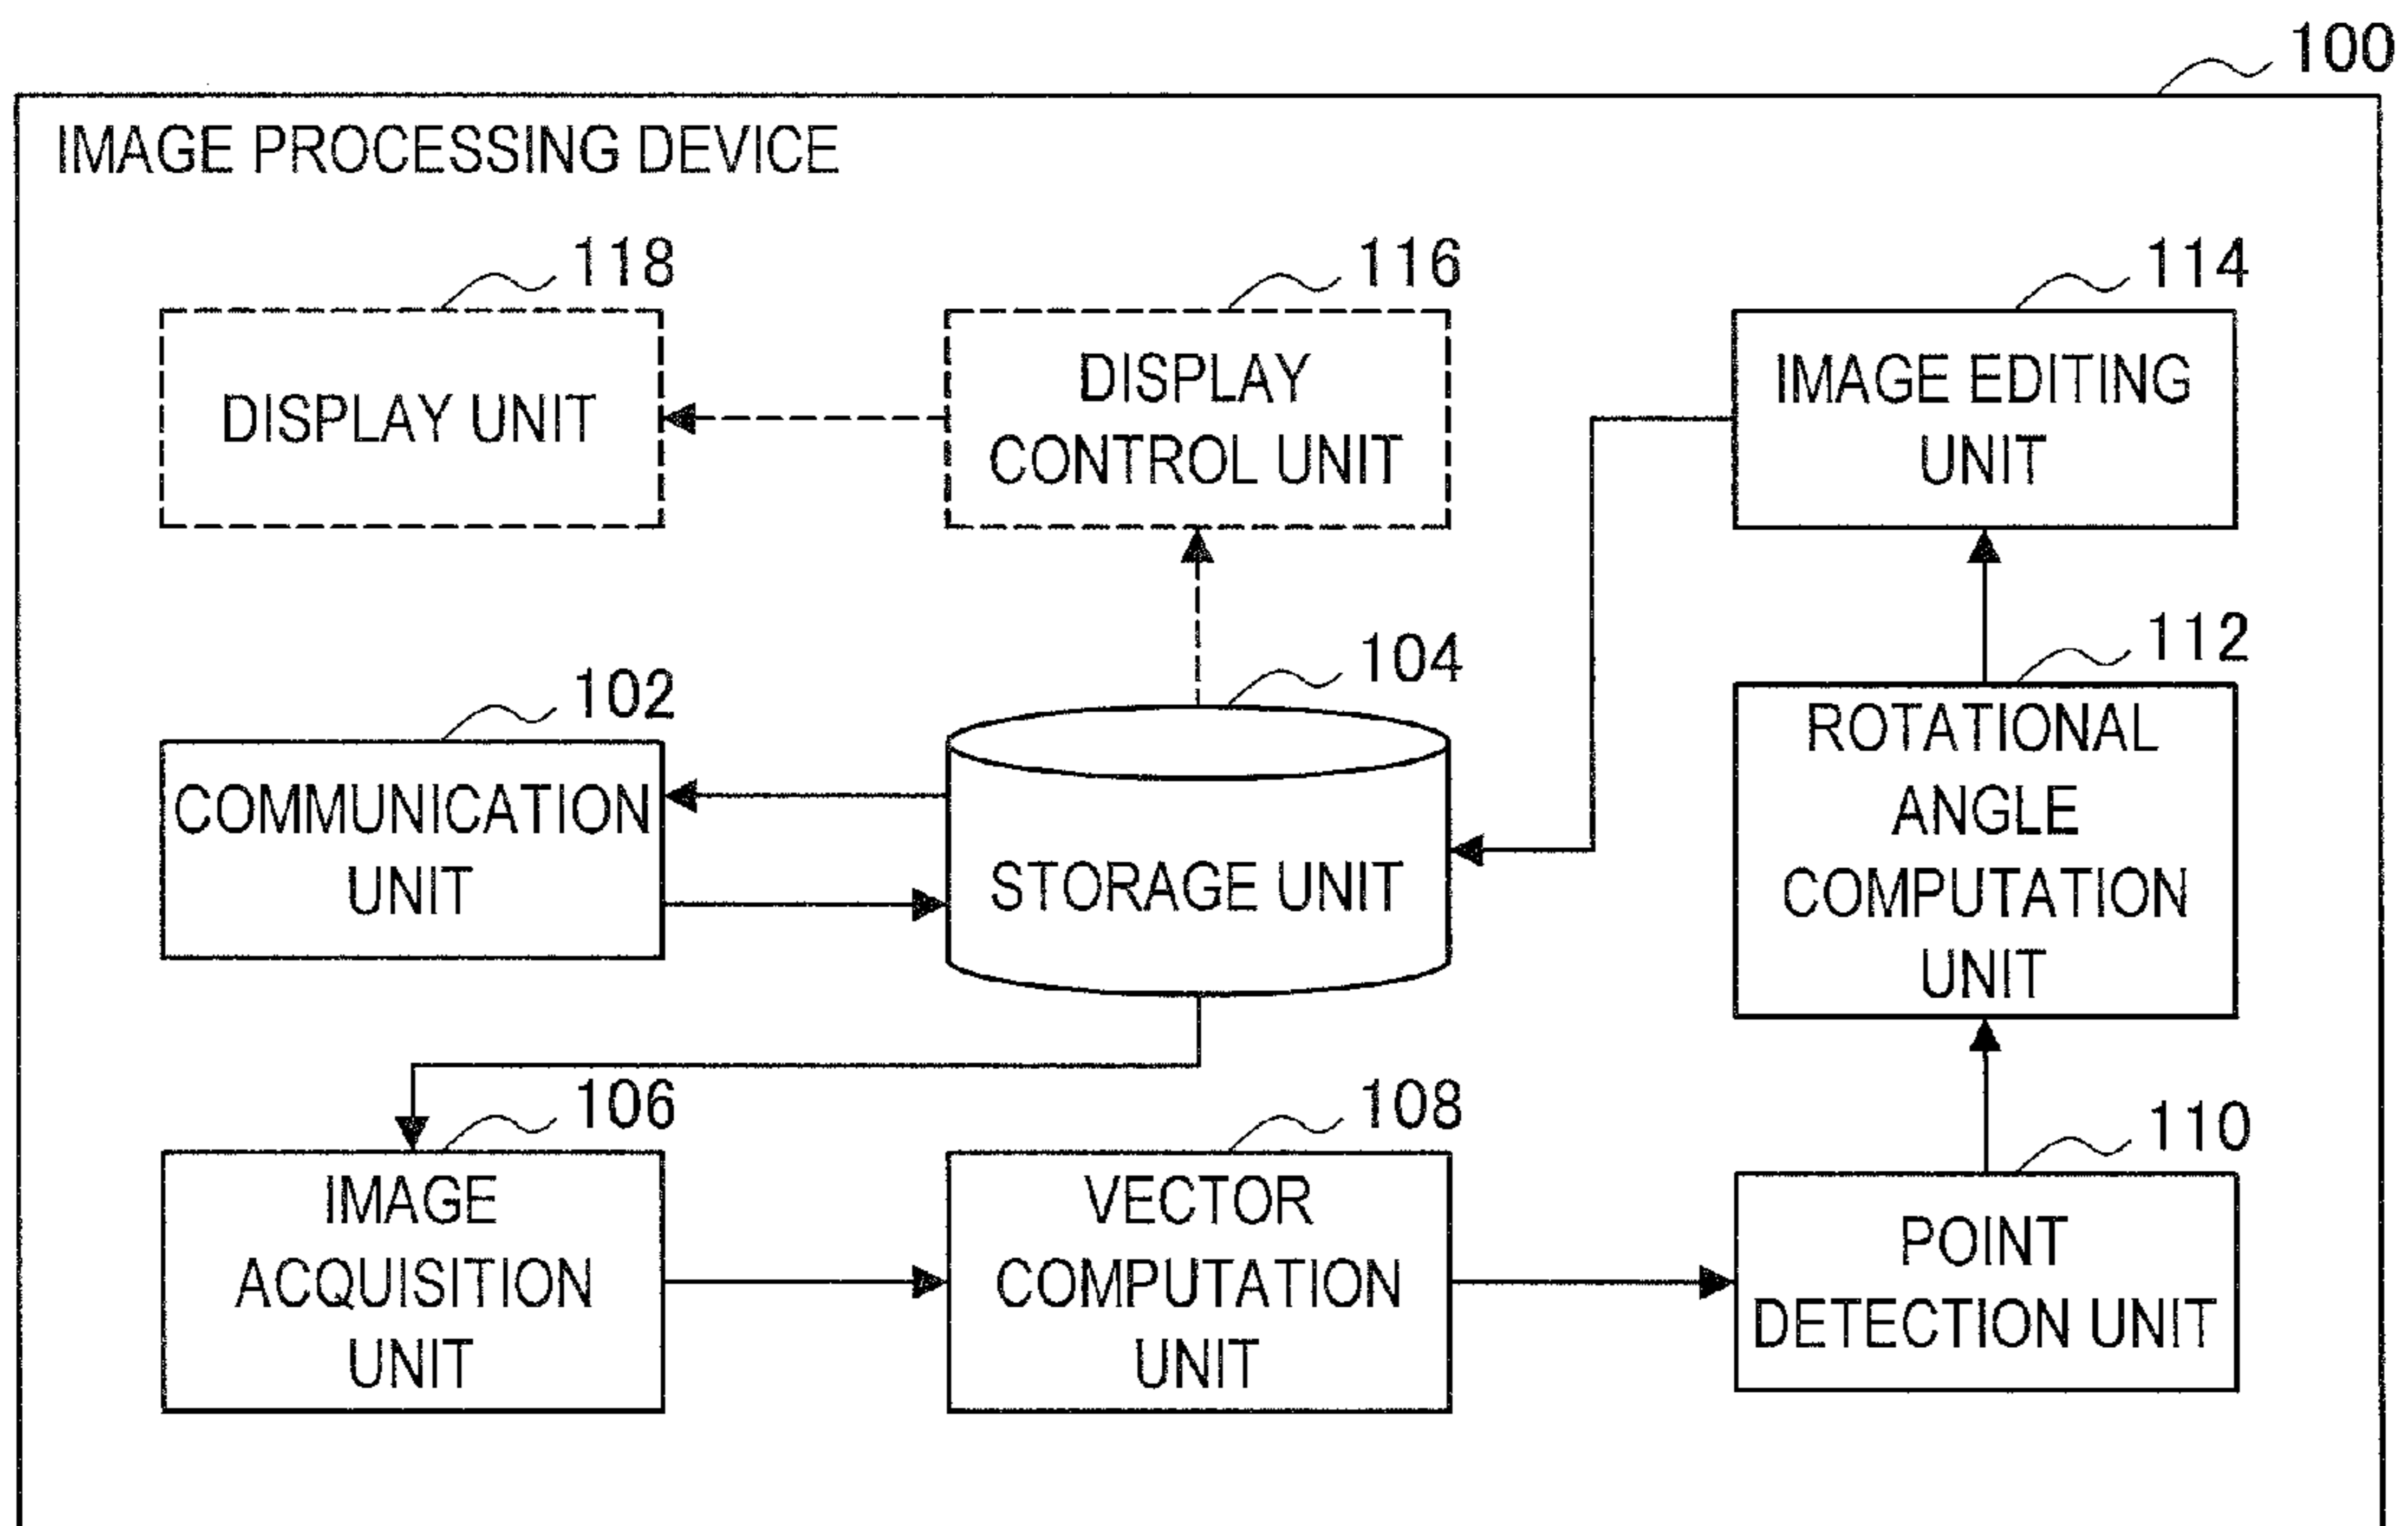 100
IMAGE PROCESSING DEVICE
118
116
114
DISPLAY UNIT
DISPLAY
CONTROL UNIT
IMAGE EDITING
UNIT
102
104
112
COMMUNICATION
UNIT
STORAGE UNIT
ROTATIONAL
ANGLE
COMPUTATION
UNIT
106
108
110
IMAGE
ACQUISITION
UNIT
VECTOR
COMPUTATION
UNIT
POINT
DETECTION UNIT